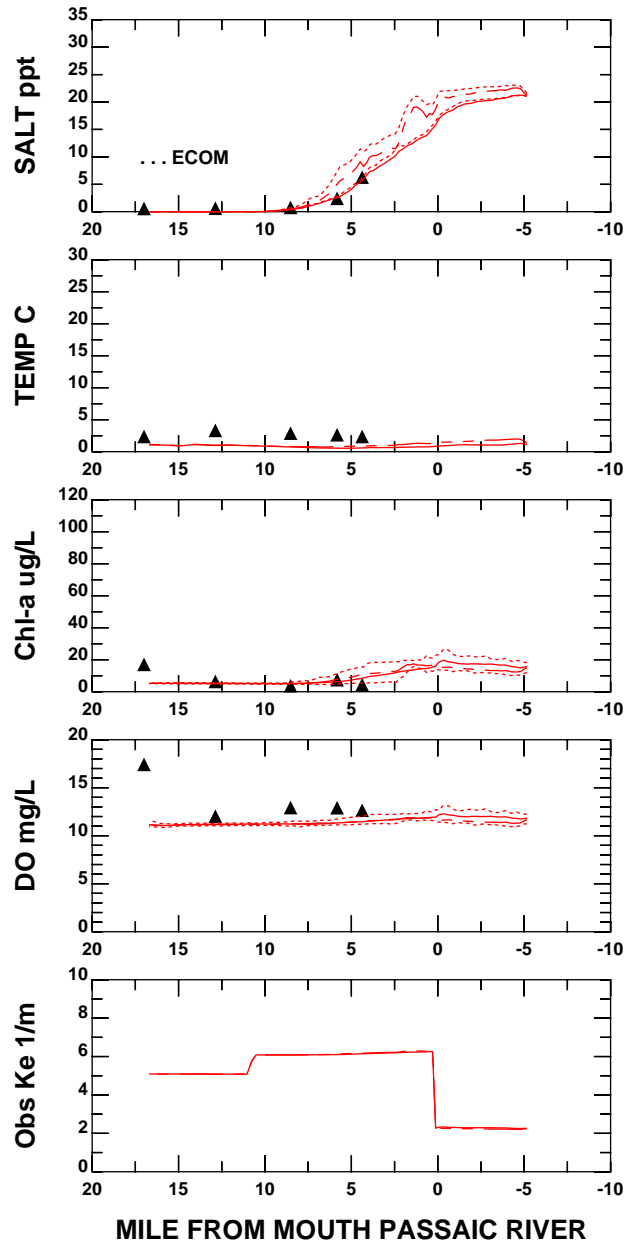 SALT ppt
35
30
25
20
15
10
5
0
. . . ECOM
20 15 10 5 0 -5 -10
TEMP C
30
25
20
15
10
5
0
20 15 10 5 0 -5 -10
Chl-a ug/L
120
100
80
60
40
20
0
20 15 10 5 0 -5 -10
DO mg/L
20
15
10
5
0
20 15 10 5 0 -5 -10
Obs Ke 1/m
10
8
6
4
2
0
20 15 10 5 0 -5 -10
MILE FROM MOUTH PASSAIC RIVER